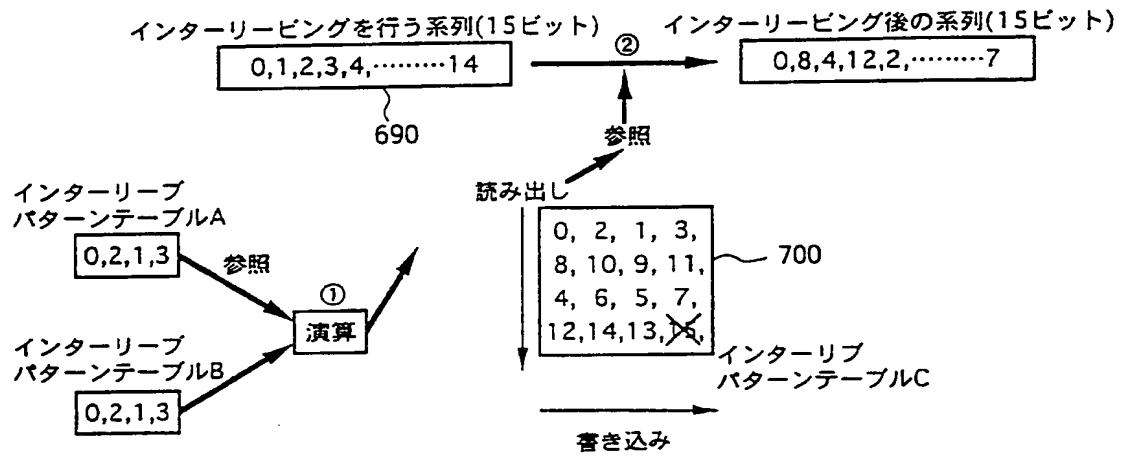 インターリービングを行う系列(15ビット)
②
インターリービング後の系列(15ビット)
0,1,2,3,4,………14
0,8,4,12,2,………7
690
参照
読み出し
インターリーブ
パターンテーブルA
0,2,1,3
参照
①
演算
インターリーブ
パターンテーブルB
0,2,1,3
0, 2, 1, 3,
8, 10, 9, 11,
4, 6, 5, 7,
12,14,13,15,
700
インターリブ
パターンテーブルC
書き込み